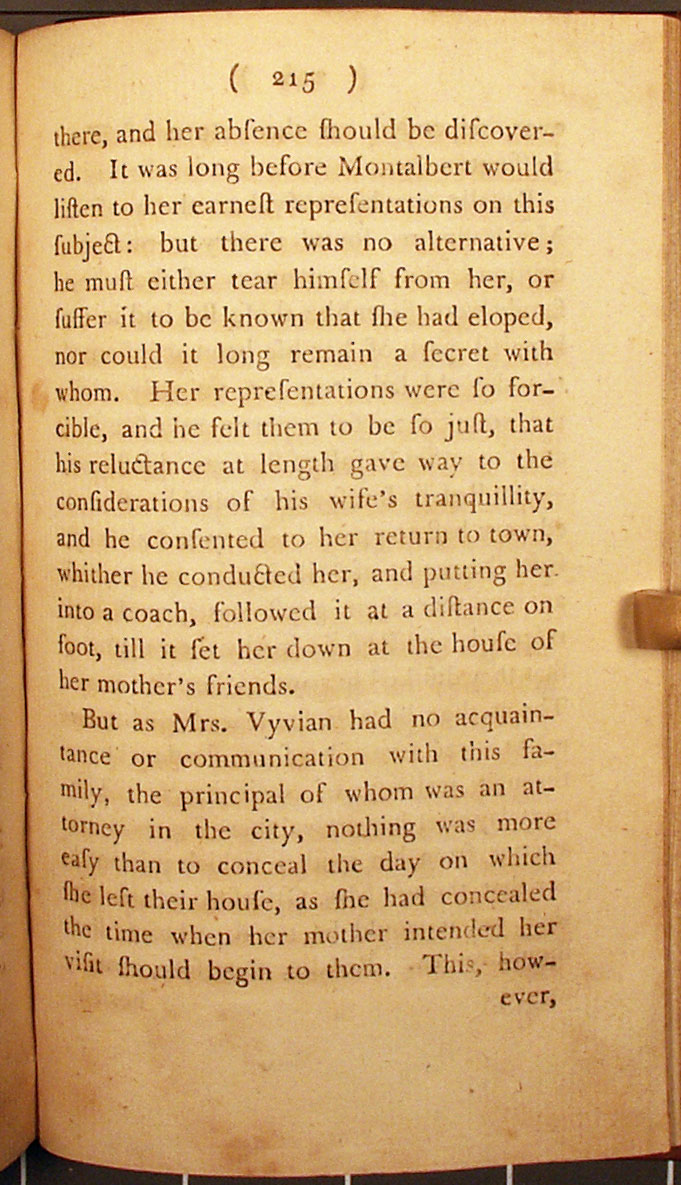 ( 215 )
there, and her abſence ſhould be diſcover-
ed. It was long before Montalbert would
liſten to her earneſt repreſentations on this
ſubject: but there was no alternative;
he muſt either tear himſelf from her, or
ſuffer it to be known that ſhe had eloped,
nor could it long remain a ſecret with
whom. Her repreſentations were ſo for-
cible, and he felt them to be ſo juſt, that
his reluctance at length gave way to the
conſiderations of his wife's tranquillity,
and he conſented to her return to town,
whither he conducted her, and putting her
into a coach, followed it at a diſtance on
foot, till it ſet her down at the houſe of
her mother's friends.
But as Mrs. Vyvian had no acquain-
tance or communication with this fa-
mily, the principal of whom was an at-
torney in the city, nothing was more
eaſy than to conceal the day on which
ſhe left their houſe, as ſhe had concealed
the time when her mother intended her
viſit ſhould begin to them. This, how-
ever,